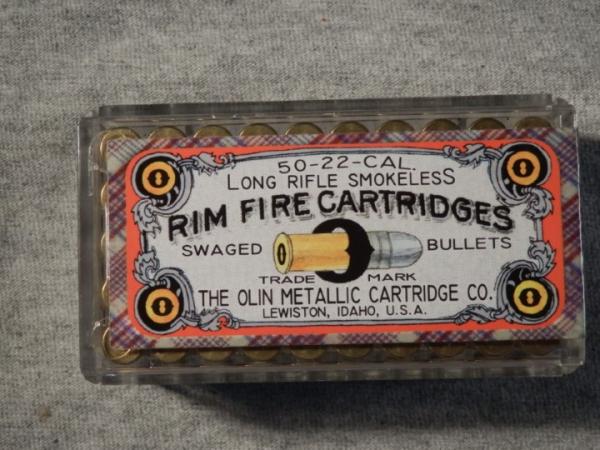 50-22-CAL.
LONG RIFLE SMOKELESS
RIM FIRE CARTRIDGES
SWAGED BULLETS
TRADE MARK
THE OLIN METALLIC CARTRIDGE CO.
LEWISTON, IDAHO, U.S.A.